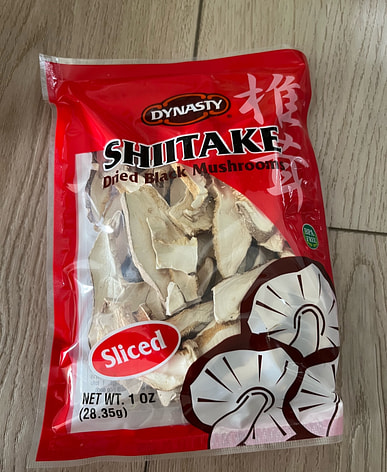 DYNASTY
SHIITAKE
Dried Black Mushrooms
椎茸
Sliced
NET WT. 1 OZ
(28.35g)